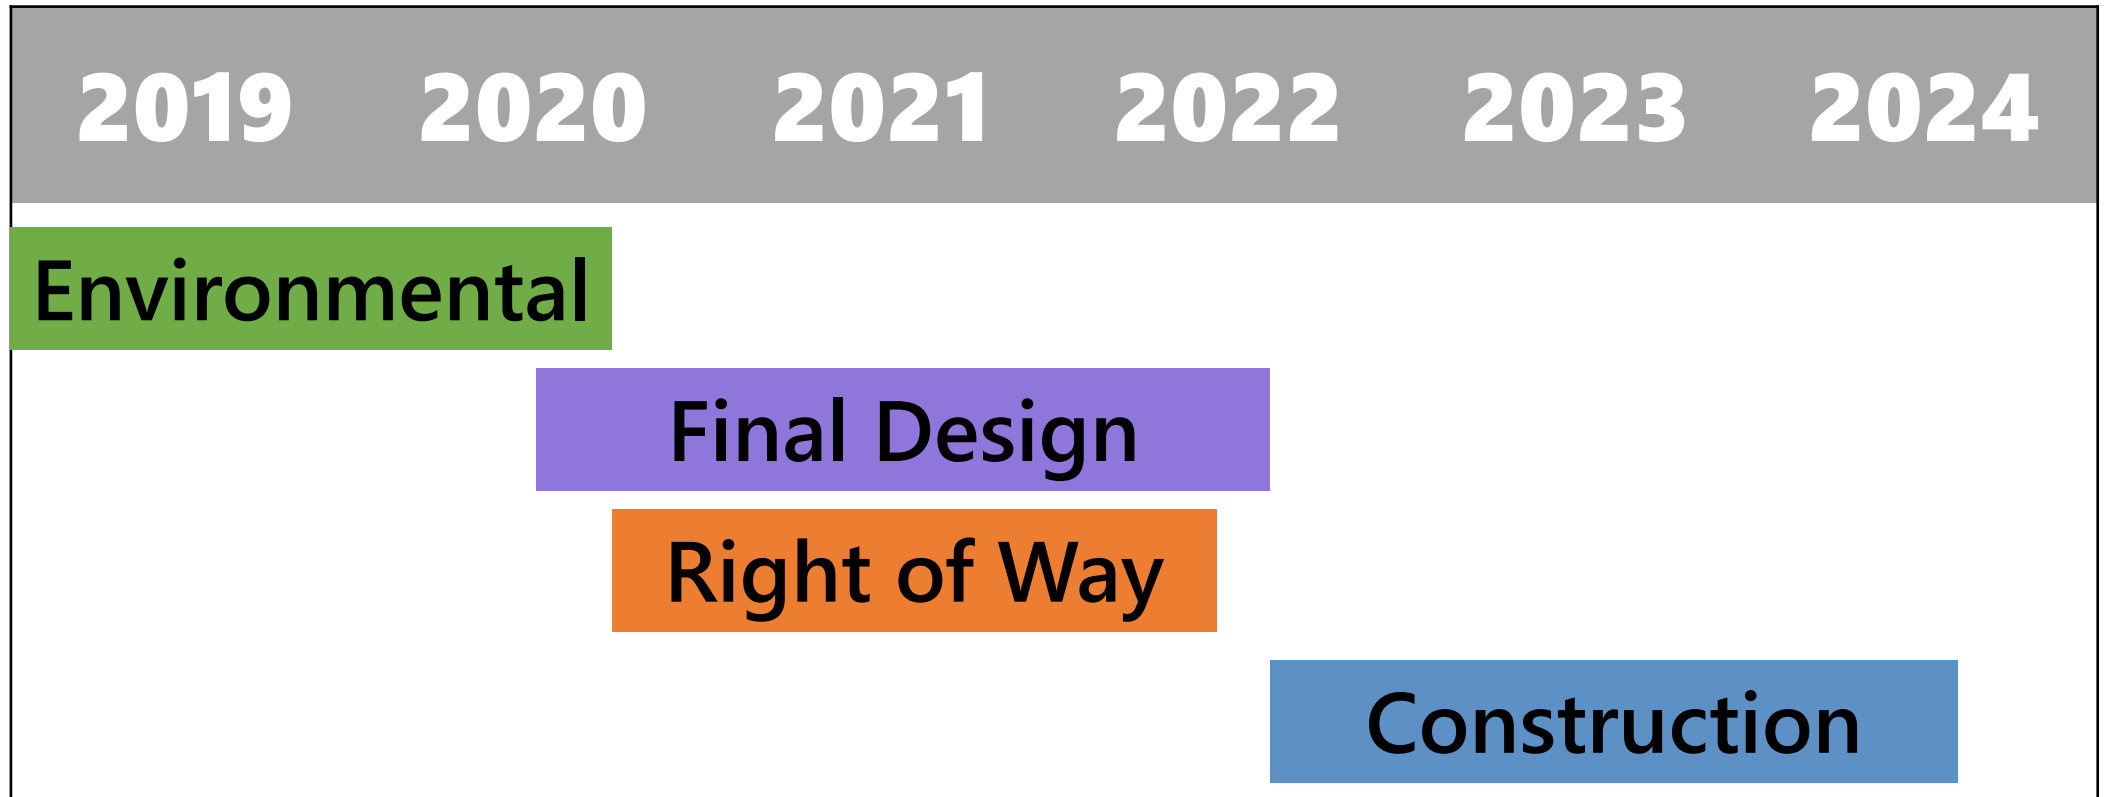 2019 2020 2021 2022 2023 2024
Environmental
Final Design
Right of Way
Construction